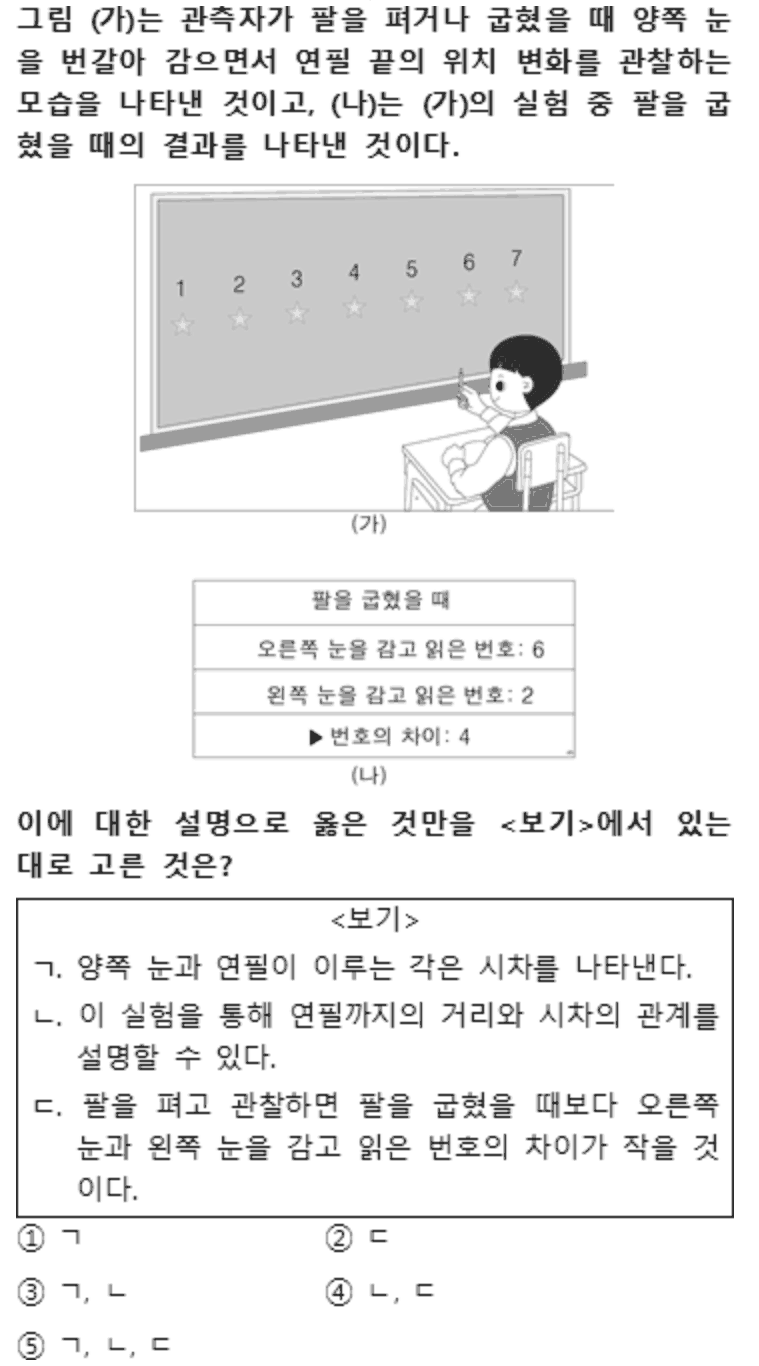 그림 (가)는 관측자가 팔을 펴거나 굽혔을 때 양쪽 눈
을 번갈아 감으면서 연필 끝의 위치 변화를 관찰하는
모습을 나타낸 것이고, (나)는 (가)의 실험 중 팔을 굽
혔을 때의 결과를 나타낸 것이다.
1 2 3 4 5 6 7
(가)
팔을 굽혔을 때
오른쪽 눈을 감고 읽은 번호: 6
왼쪽 눈을 감고 읽은 번호: 2
▶ 번호의 차이: 4
(나)
이에 대한 설명으로 옳은 것만을 <보기>에서 있는
대로 고른 것은?
<보기>
ㄱ. 양쪽 눈과 연필이 이루는 각은 시차를 나타낸다.
ㄴ. 이 실험을 통해 연필까지의 거리와 시차의 관계를
설명할 수 있다.
ㄷ. 팔을 펴고 관찰하면 팔을 굽혔을 때보다 오른쪽
눈과 왼쪽 눈을 감고 읽은 번호의 차이가 작을 것
이다.
① ㄱ ② ㄷ
③ ㄱ, ㄴ ④ ㄴ, ㄷ
⑤ ㄱ, ㄴ, ㄷ